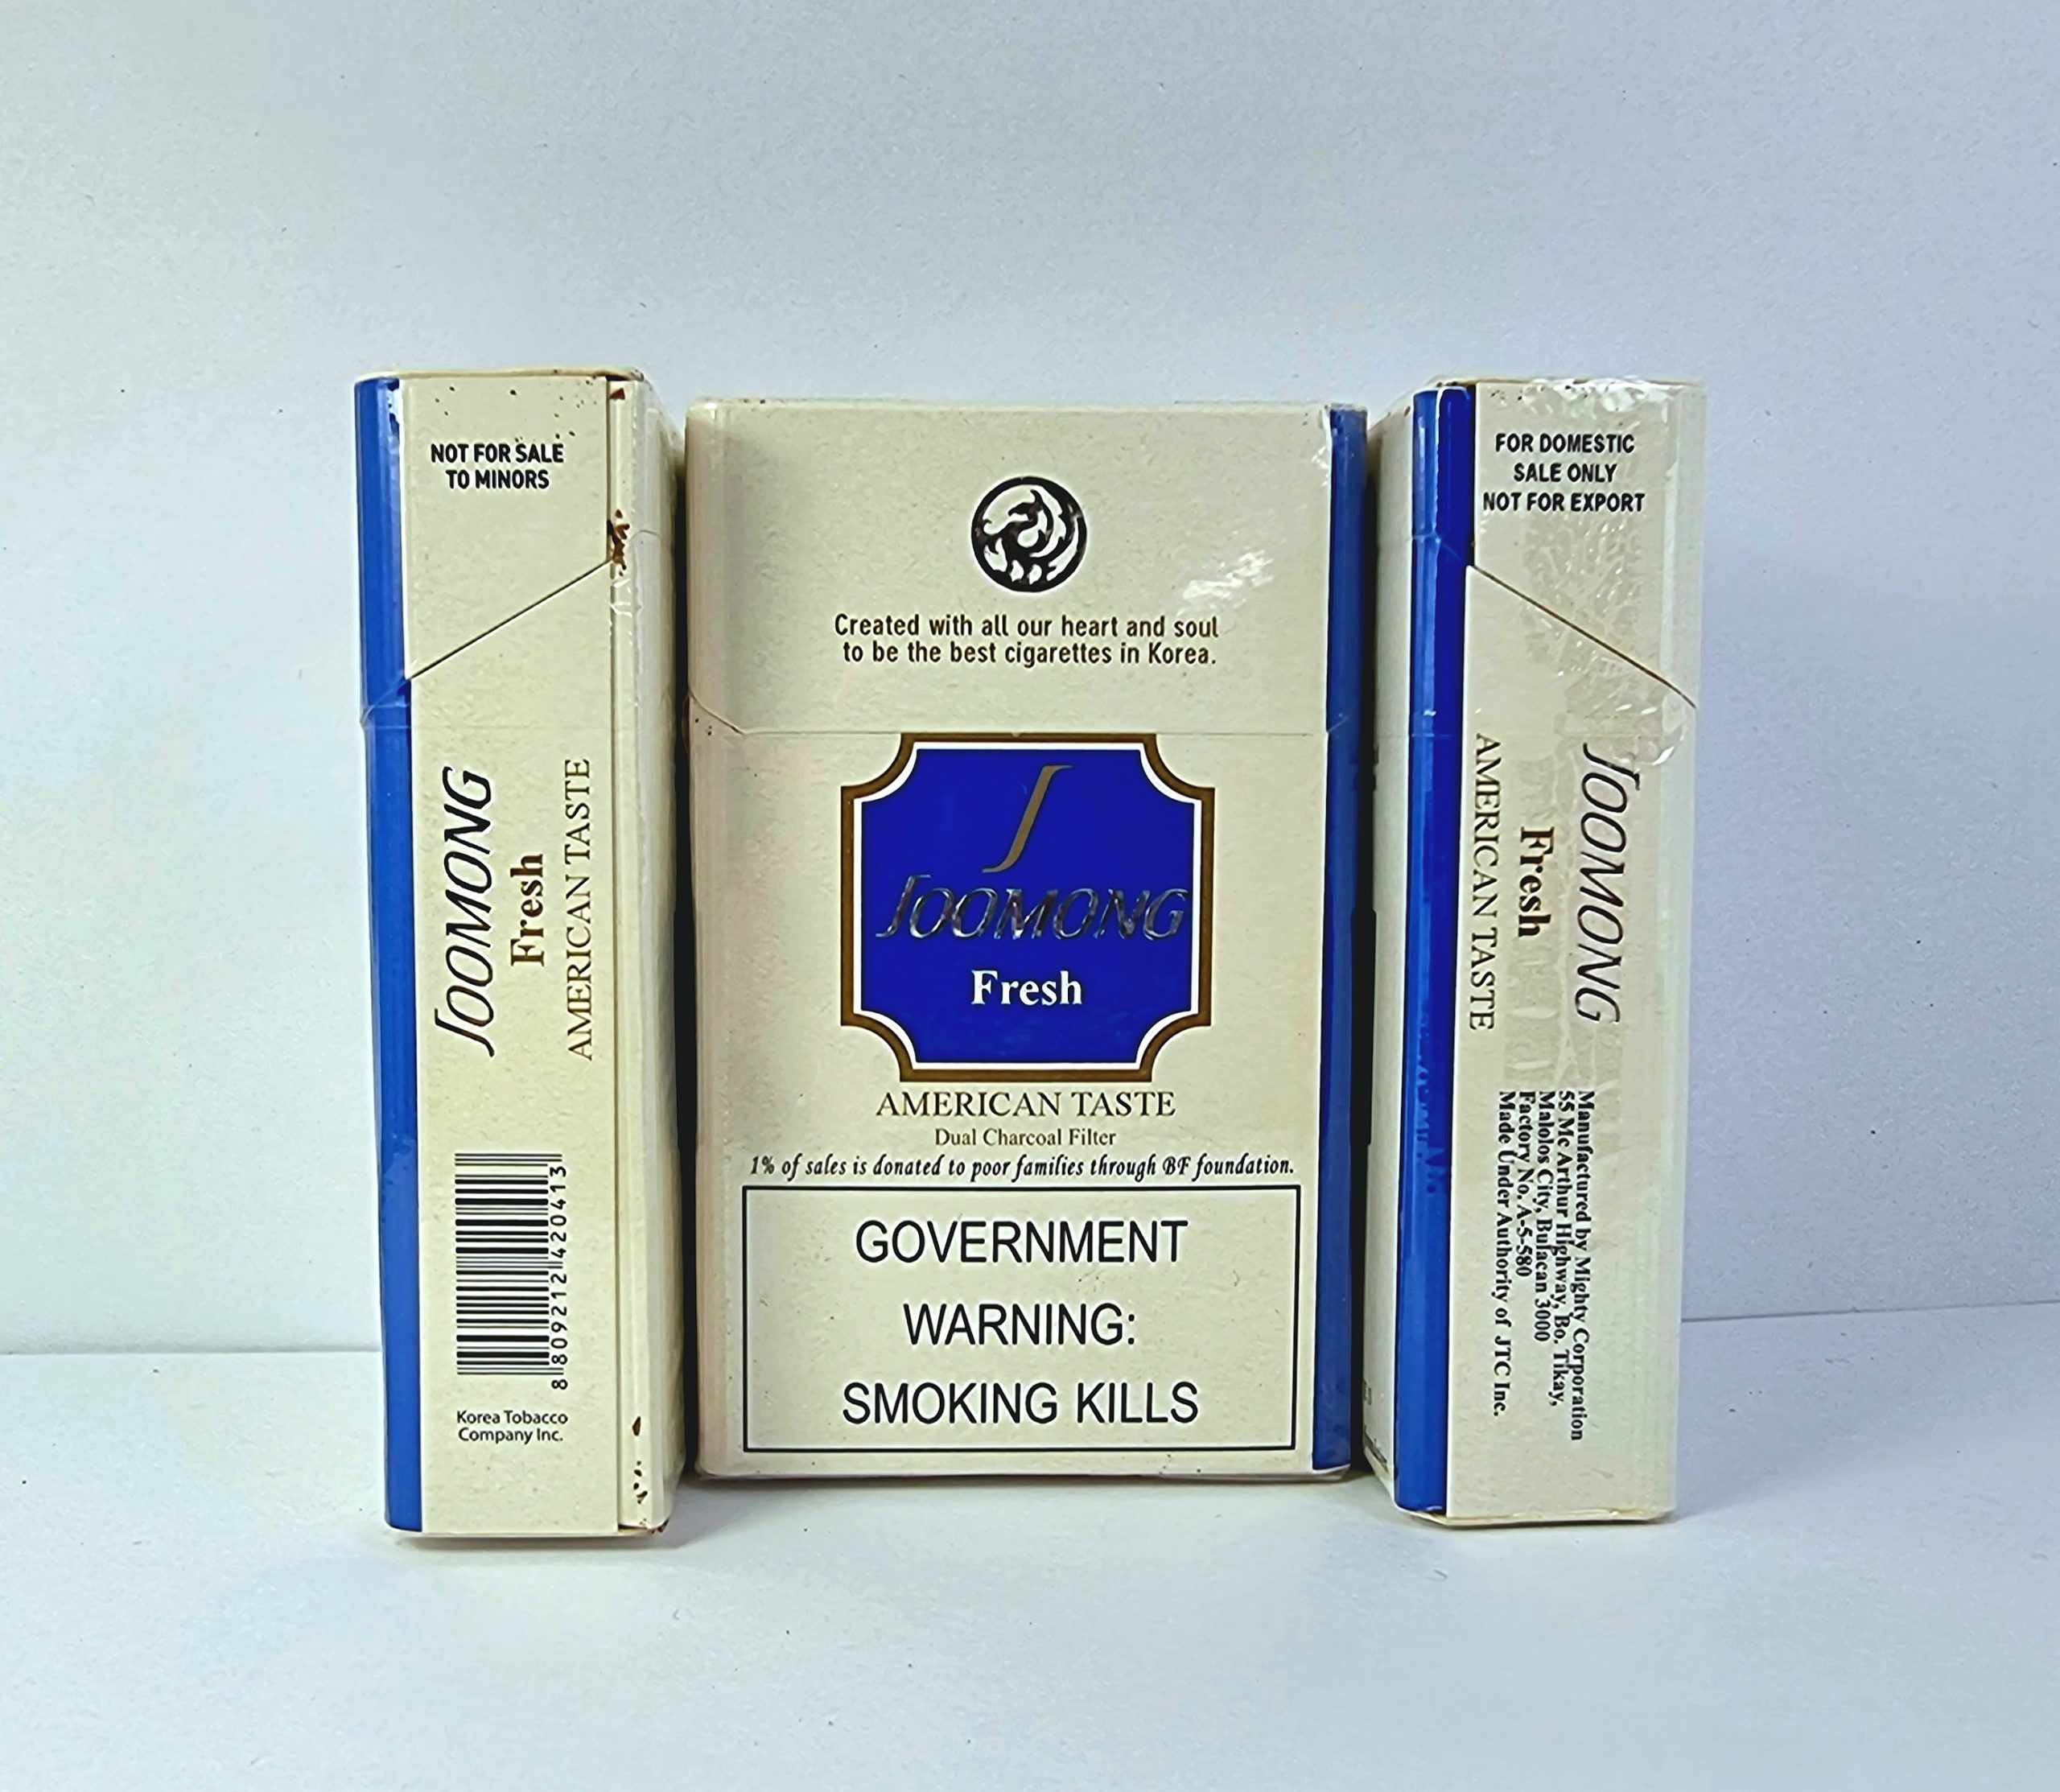 NOT FOR SALE
TO MINORS
JOOMONG
Fresh
AMERICAN TASTE
8 809212 420413
Korea Tobacco
Company Inc.
Created with all our heart and soul
to be the best cigarettes in Korea.
J
JOOMONG
Fresh
AMERICAN TASTE
Dual Charcoal Filter
1% of sales is donated to poor families through BF foundation.
GOVERNMENT
WARNING:
SMOKING KILLS
FOR DOMESTIC
SALE ONLY
NOT FOR EXPORT
JOOMONG
Fresh
AMERICAN TASTE
Manufactured by Mighty Corporation
55 Mc Arthur Highway, Bo. Tikay,
Malolos City, Bulacan 3000
Factory No. A-5-580
Made Under Authority of JTC Inc.